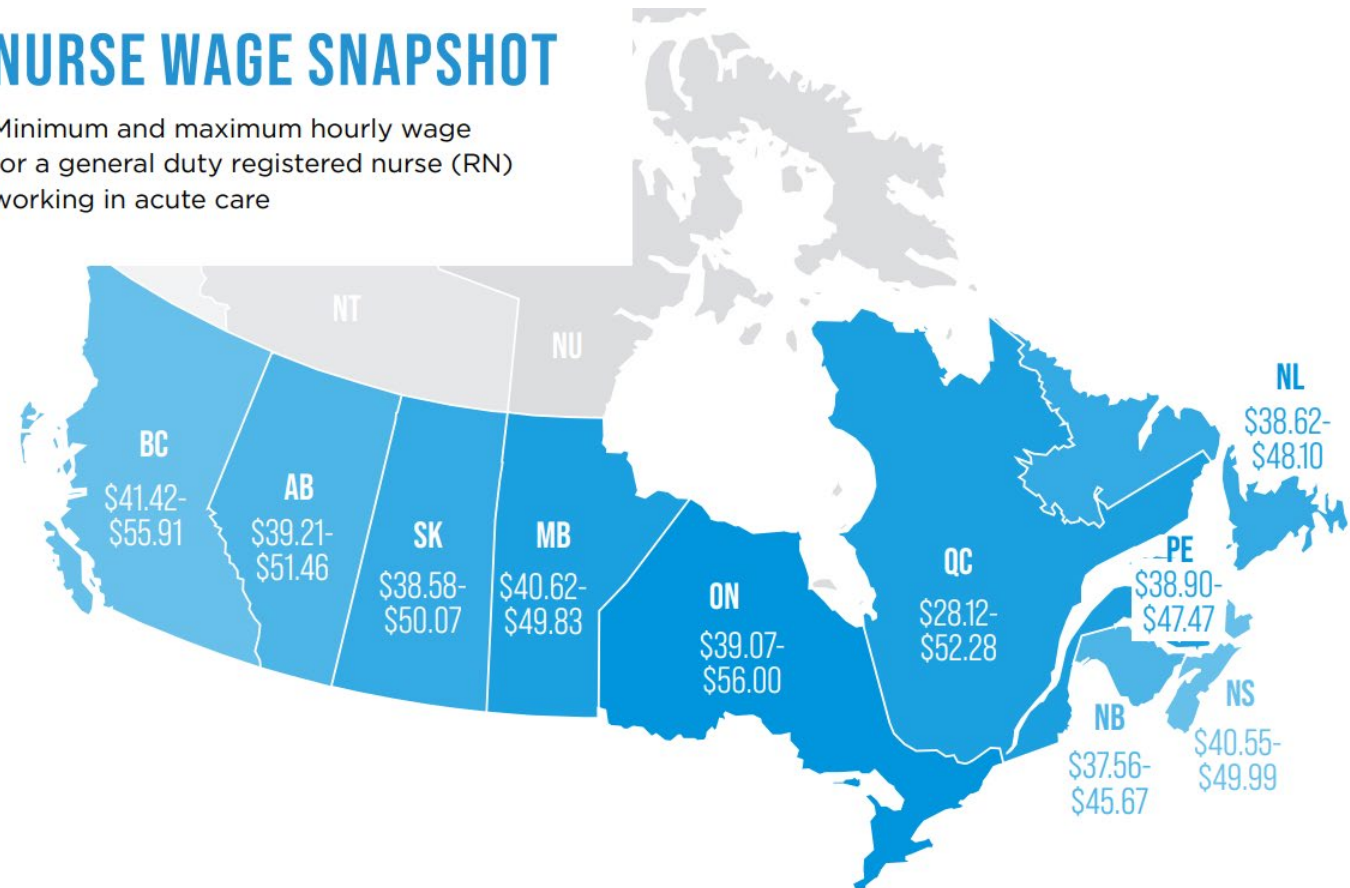 NURSE WAGE SNAPSHOT
Minimum and maximum hourly wage
for a general duty registered nurse (RN)
working in acute care
NT
NU
BC
$41.42-
$55.91
AB
$39.21-
$51.46
SK
$38.58-
$50.07
MB
$40.62-
$49.83
ON
$39.07-
$56.00
QC
$28.12-
$52.28
NL
$38.62-
$48.10
PE
$38.90-
$47.47
NB
$37.56-
$45.67
NS
$40.55-
$49.99